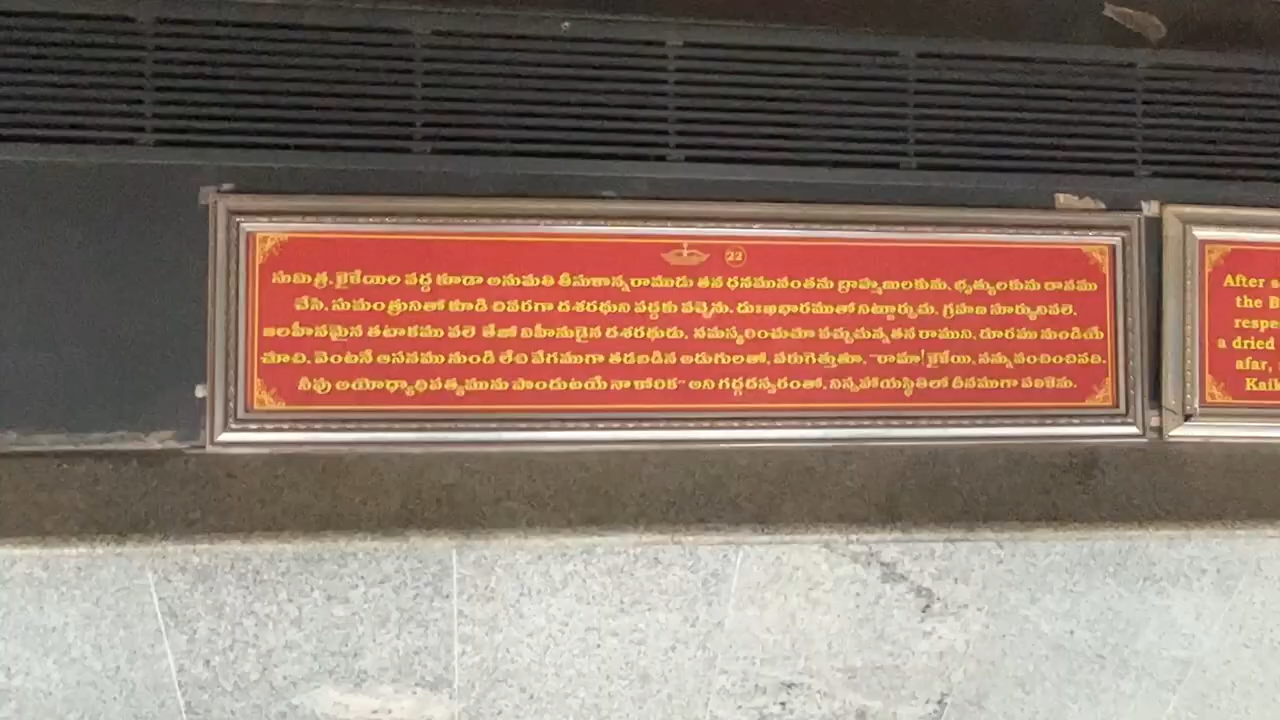 22
సుమిత్ర, కైకేయిల వద్ద కూడా అనుమతి తీసుకొన్న రాముడు తన ధనమునంతను బ్రాహ్మణులకును, భృత్యులకును దానము
చేసి, సుమంత్రునితో కూడి చివరగా దశరథుని వద్దకు వచ్చెను. దుఃఖభారముతో నిట్టూర్పుచు, గ్రహణ సూర్యునివలె,
జలహీనమైన తటాకము వలె తేజో విహీనుడైన దశరథుడు, నమస్కరించుచూ వచ్చుచున్న తన రాముని, దూరము నుండియే
చూచి, వెంటనే ఆసనము నుండి లేచి వేగముగా తడబడిన అడుగులతో, పరుగెత్తుతూ, "రామా! కైకేయి, నన్ను వంచించినది.
నీవు అయోధ్యాధిపత్యమును పొందుటయే నా కోరిక" అని గద్గదస్వరంతో, నిస్సహాయస్థితిలో దీనముగా పలికెను.
After
the B
respe
a dried
afar,
Kaik